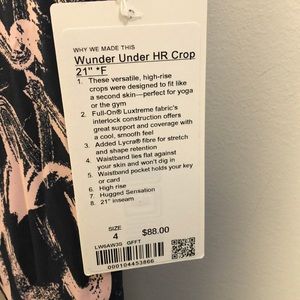 WHY WE MADE THIS
Wunder Under HR Crop
21" *F
1. These versatile, high-rise
crops were designed to fit like
a second skin—perfect for yoga
or the gym
2. Full-On® Luxtreme fabric's
interlock construction offers
great support and coverage with
a cool, smooth feel
3. Added Lycra® fibre for stretch
and shape retention
4. Waistband lies flat against
your skin and won't dig in
5. Waistband pocket holds your key
or card
6. High rise
7. Hugged Sensation
8. 21" inseam
SIZE
4 $88.00
LW6AW3S GFFT
000104453866